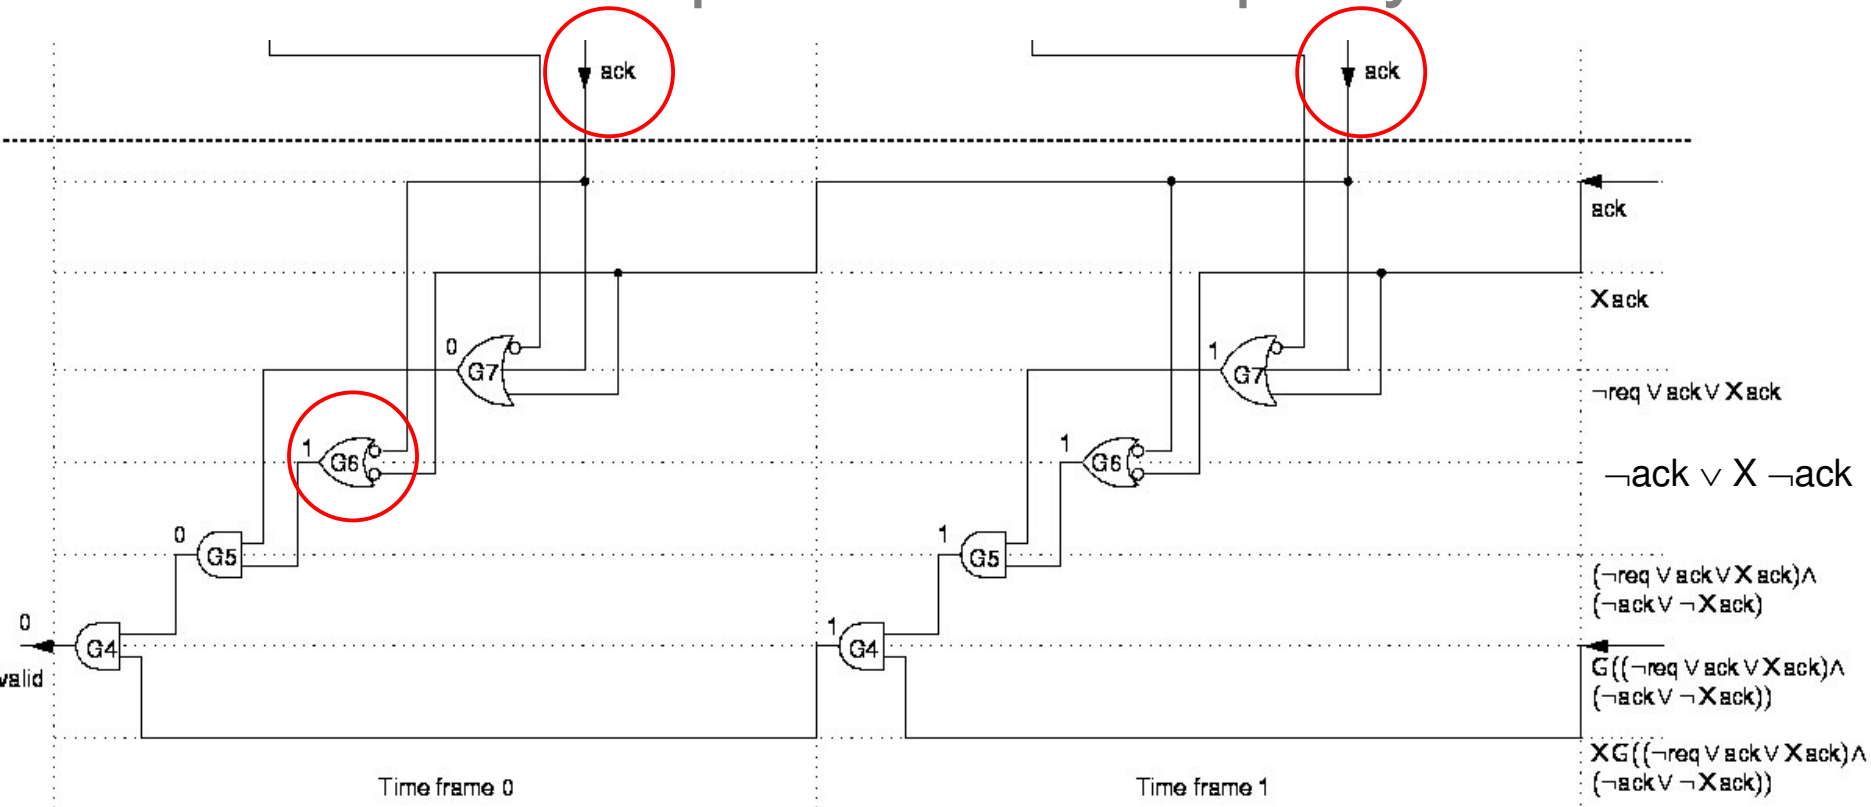 ack
ack
ack
Xack
0
G7
1
G7
¬req∨ack∨Xack
1
G6
1
G6
¬ack ∨ X ¬ack
0
G5
1
G5
(¬req∨ack∨Xack)∧
(¬ack∨¬Xack)
0
G4
1
G4
valid
G((¬req∨ack∨Xack)∧
(¬ack∨¬Xack))
XG((¬req∨ack∨Xack)∧
(¬ack∨¬Xack))
Time frame 0
Time frame 1